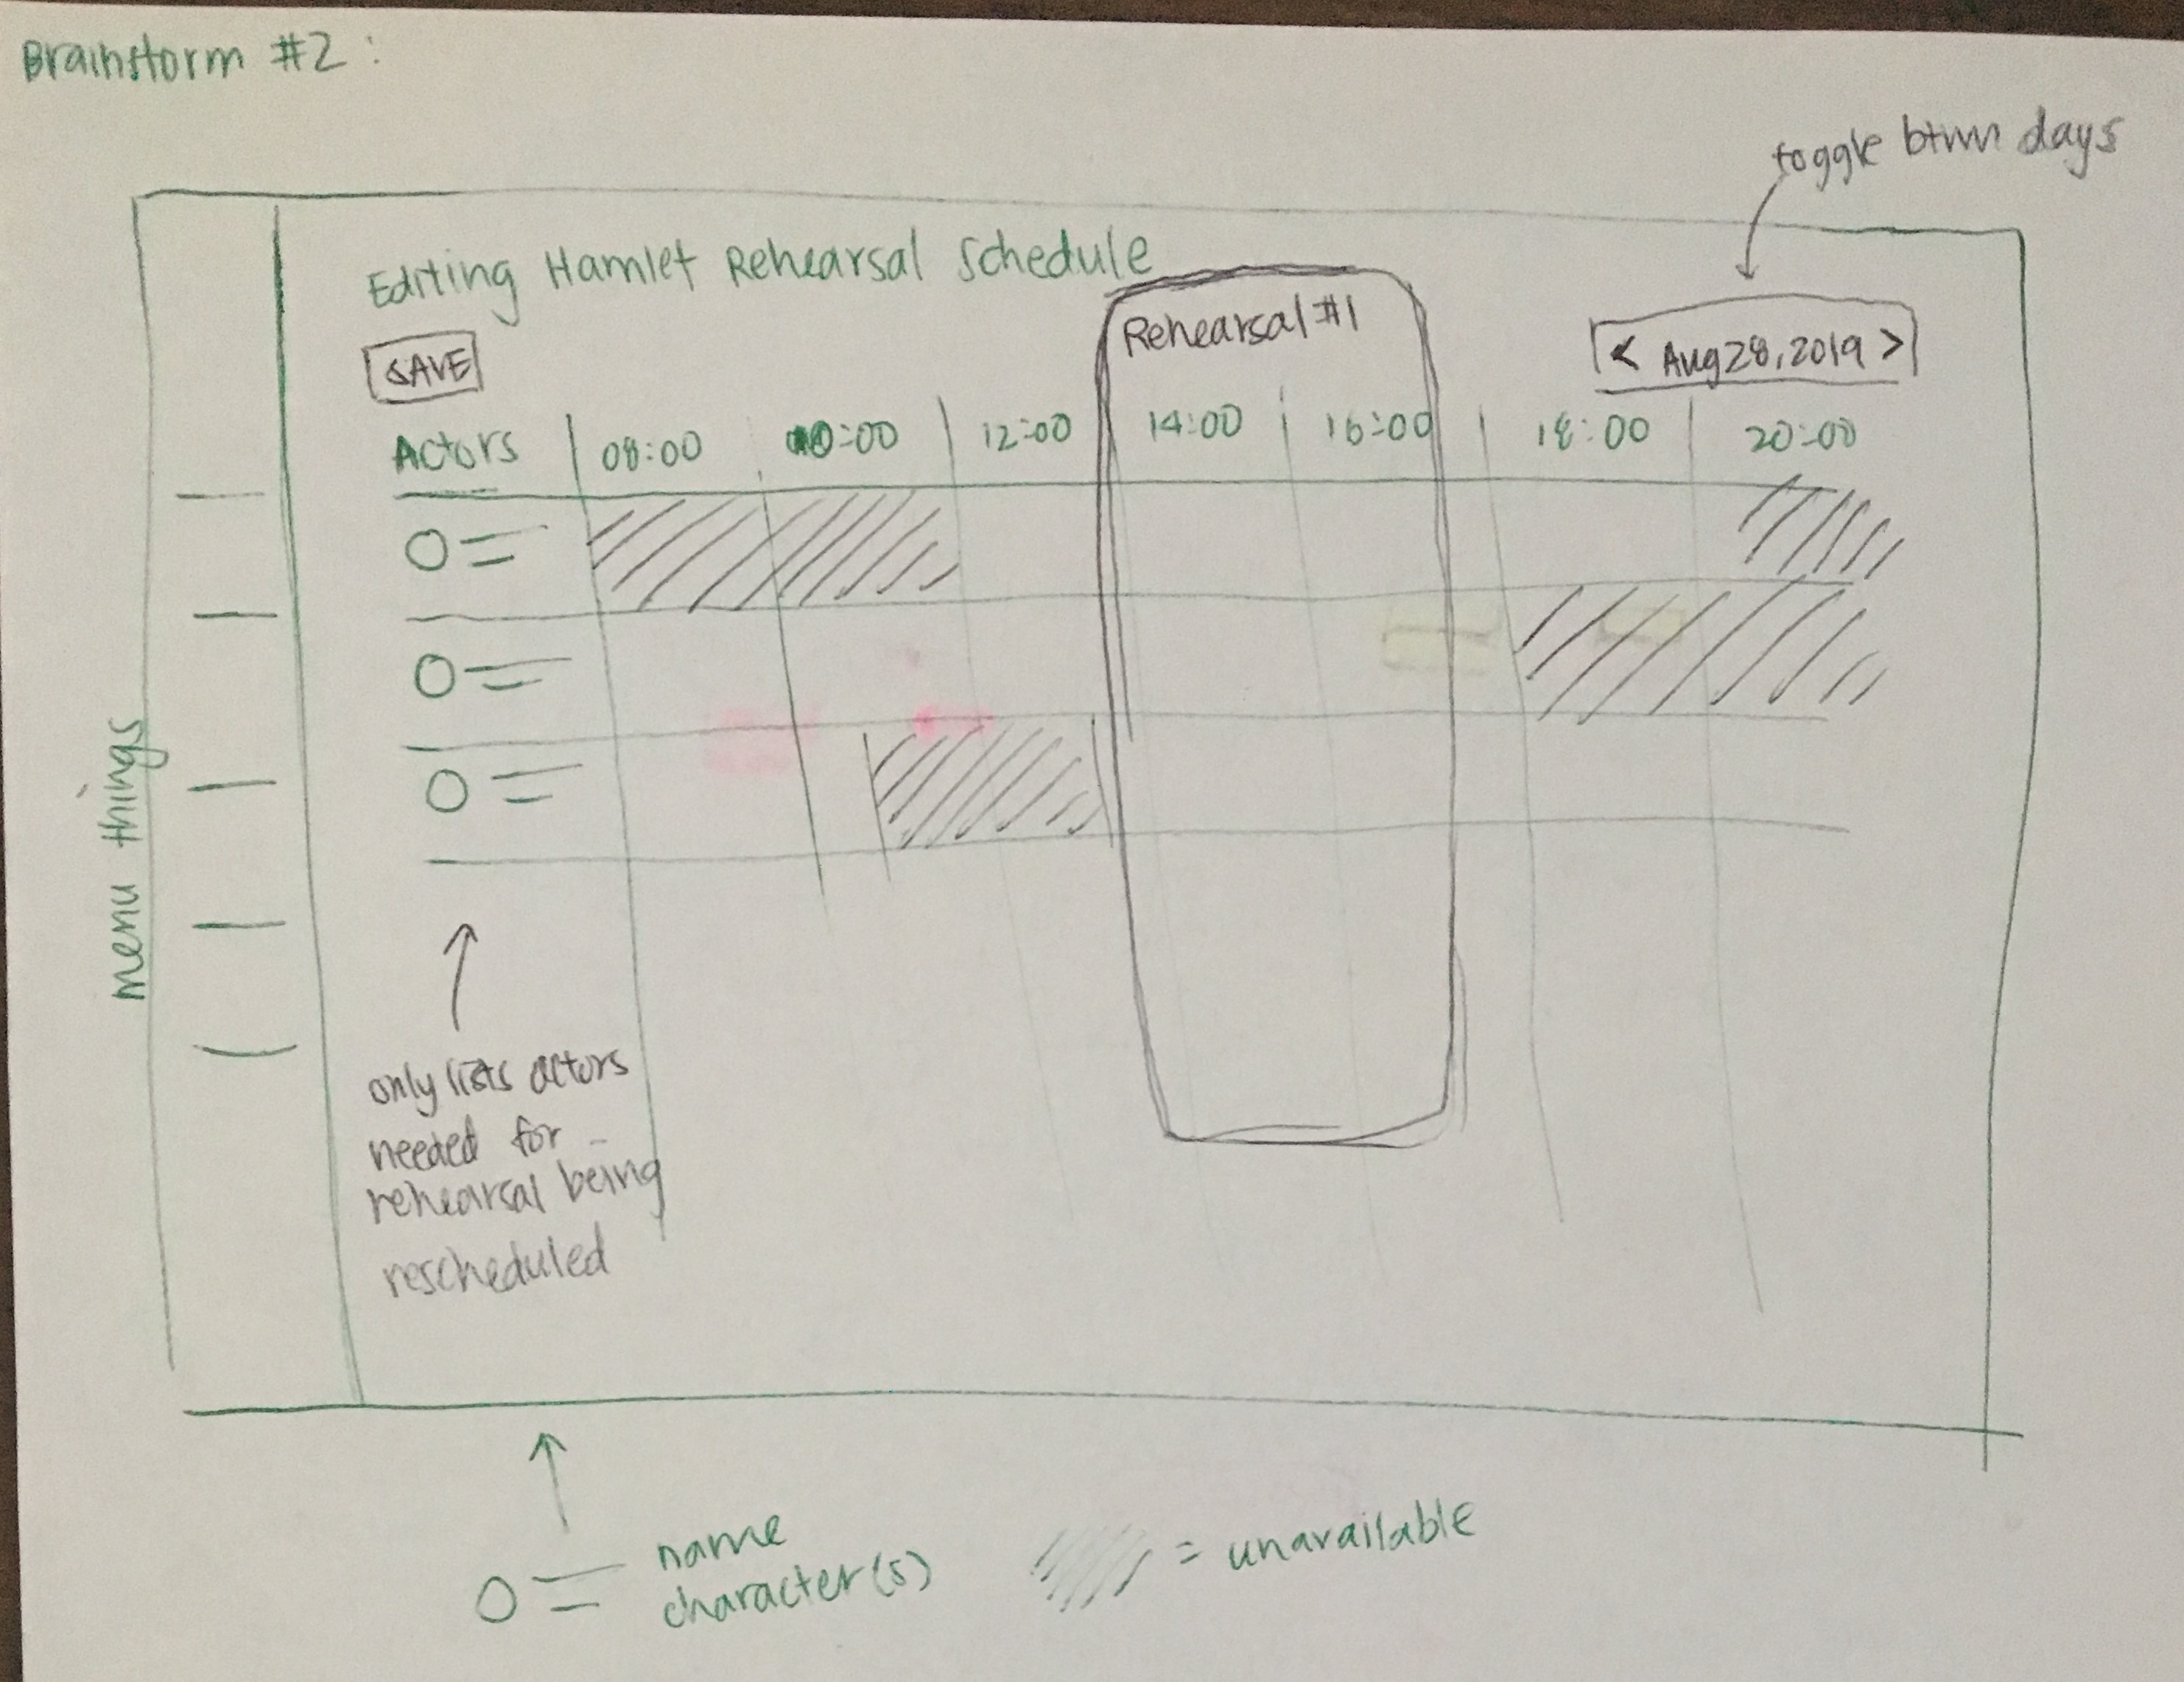 Brainstorm #2:
toggle btwn days
Editing Hamlet Rehearsal Schedule
Rehearsal #1
< Aug 28, 2019 >
SAVE
Actors 08:00 10:00 12:00 14:00 16:00 18:00 20:00
menu things
only lists actors
needed for
rehearsal being
rescheduled
name
character(s)
= unavailable